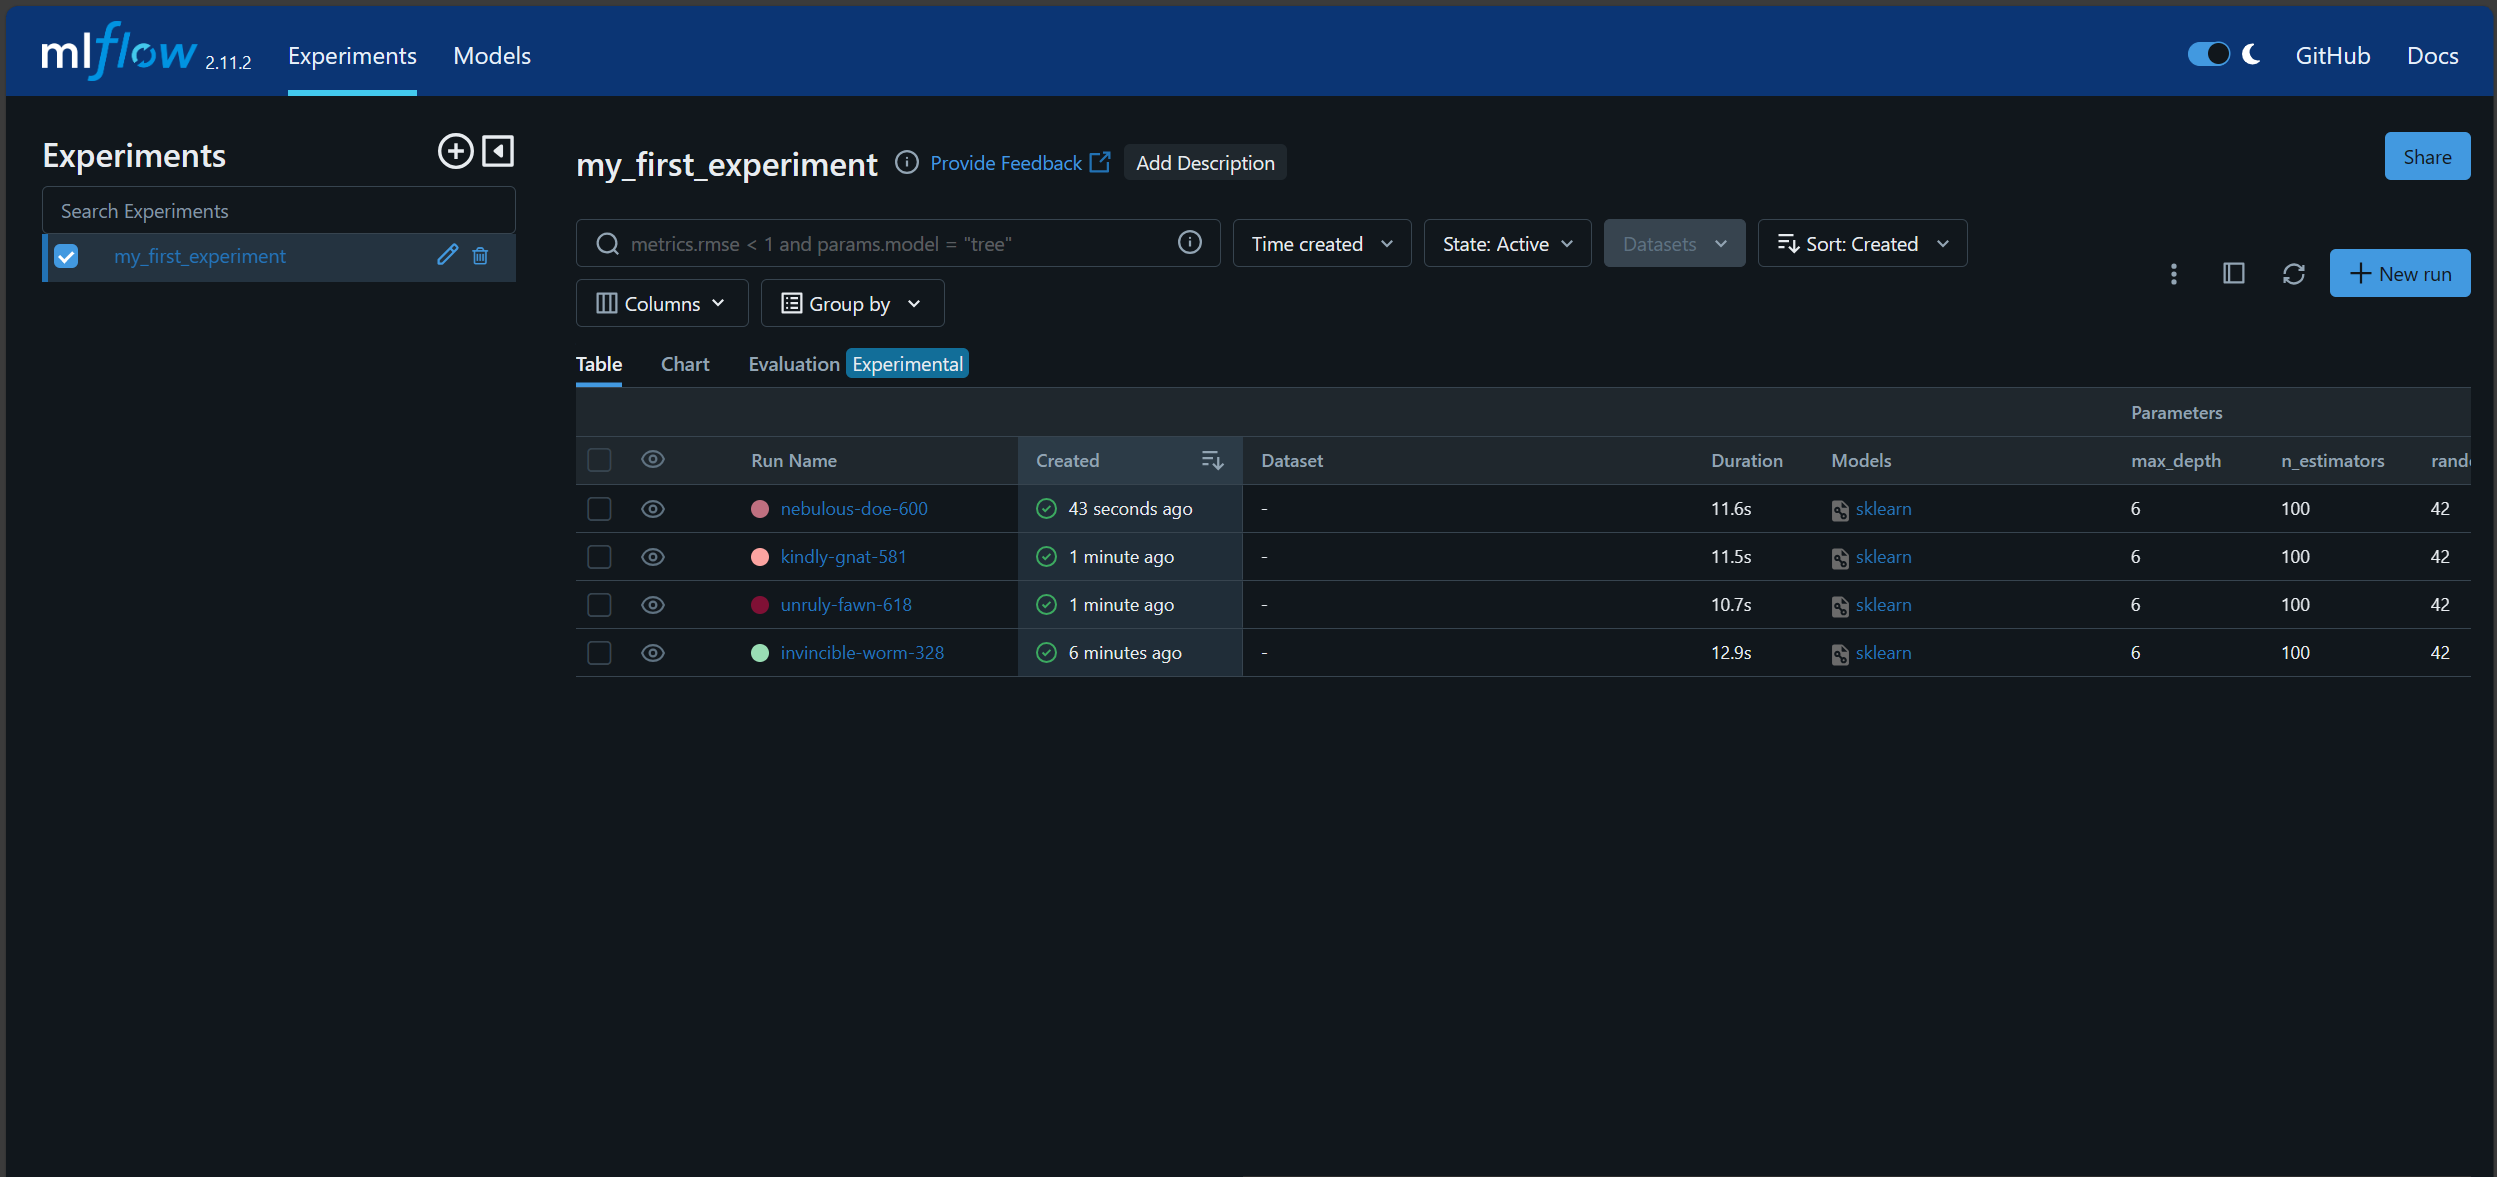 mlflow 2.11.2 Experiments Models GitHub Docs
Experiments
Search Experiments
my_first_experiment
my_first_experiment Provide Feedback Add Description Share
metrics.rmse < 1 and params.model = "tree" Time created State: Active Datasets Sort: Created
Columns Group by New run
Table Chart Evaluation Experimental
Parameters
Run Name Created Dataset Duration Models max_depth n_estimators rand
nebulous-doe-600 43 seconds ago - 11.6s sklearn 6 100 42
kindly-gnat-581 1 minute ago - 11.5s sklearn 6 100 42
unruly-fawn-618 1 minute ago - 10.7s sklearn 6 100 42
invincible-worm-328 6 minutes ago - 12.9s sklearn 6 100 42